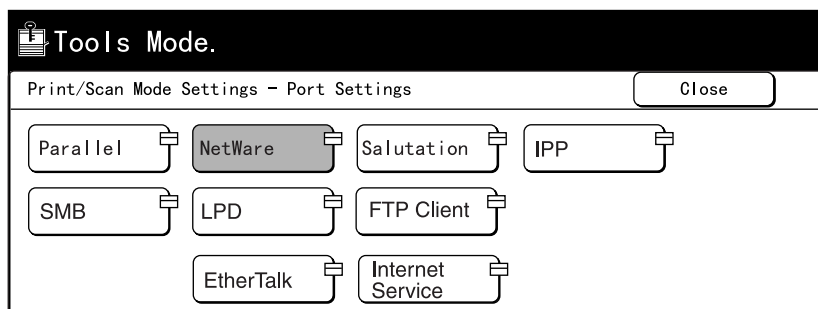 Tools Mode.
Print/Scan Mode Settings - Port Settings
Close
Parallel
NetWare
Salutation
IPP
SMB
LPD
FTP Client
EtherTalk
Internet
Service